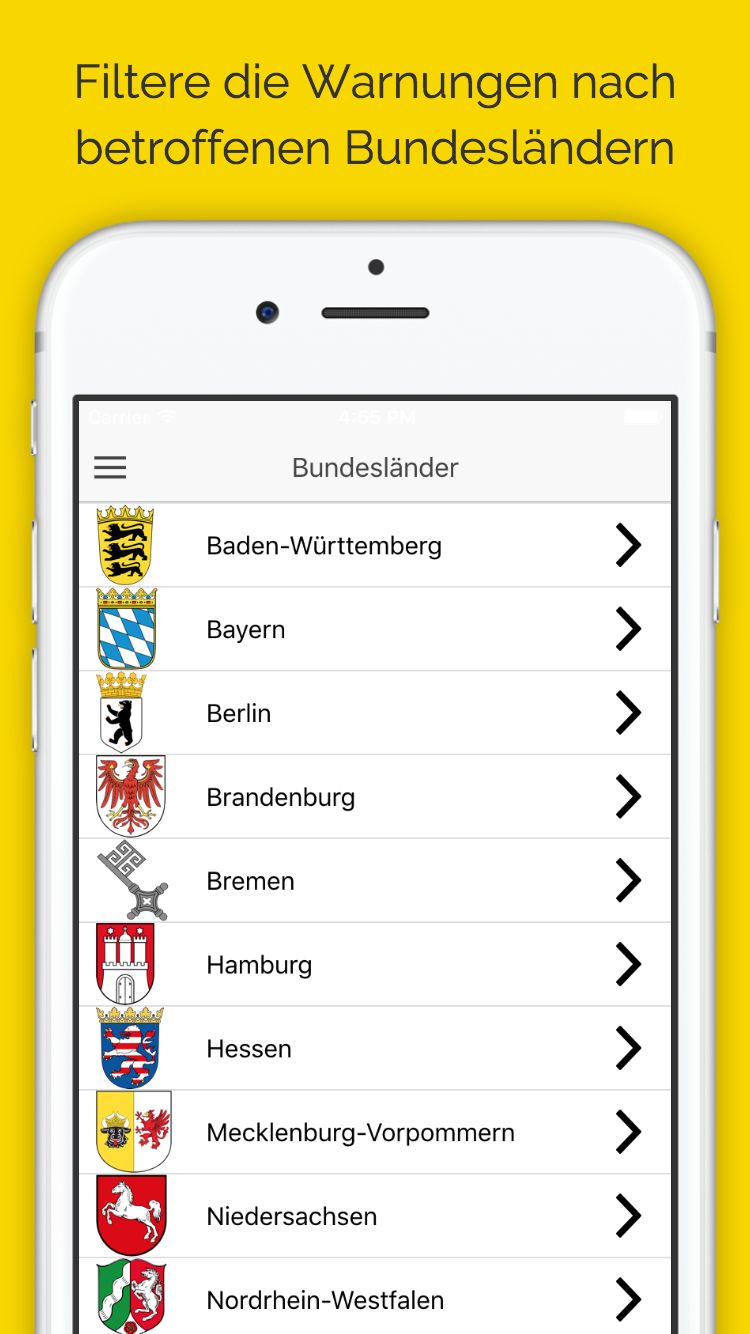 Filtere die Warnungen nach
betroffenen Bundesländern
Carrier 4:55 PM
Bundesländer
Baden-Württemberg
Bayern
Berlin
Brandenburg
Bremen
Hamburg
Hessen
Mecklenburg-Vorpommern
Niedersachsen
Nordrhein-Westfalen